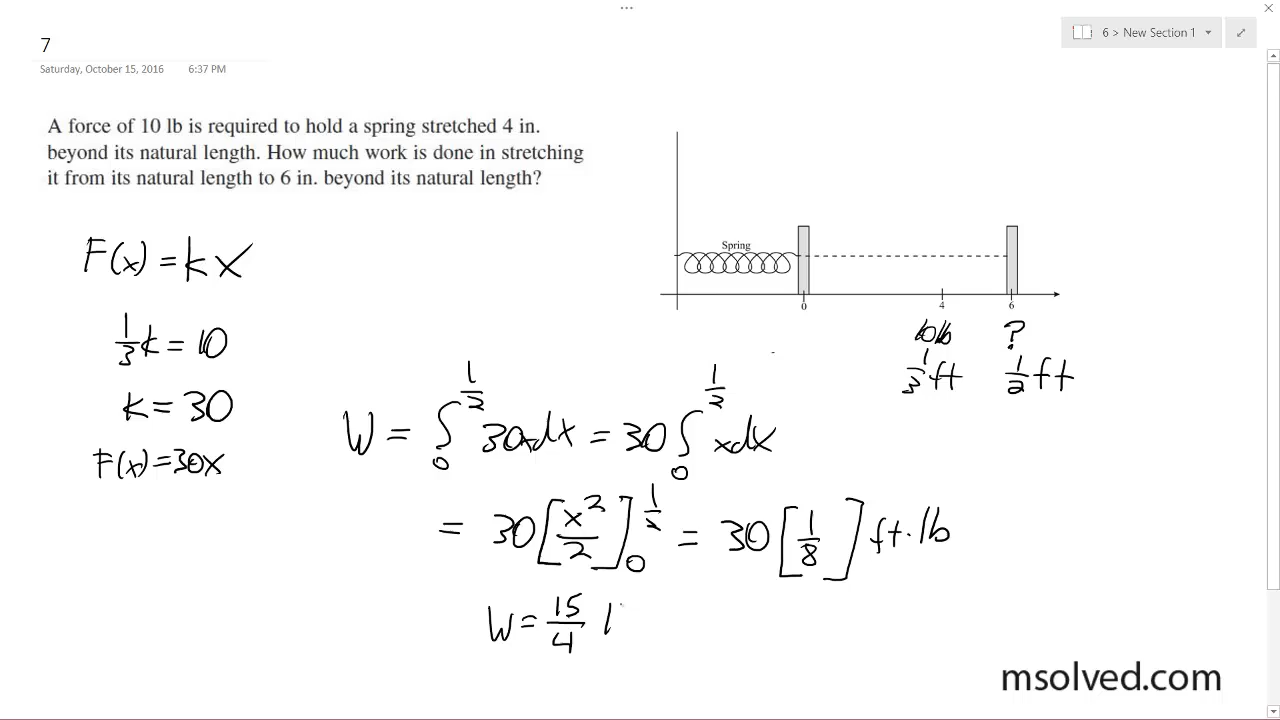 6 > New Section 1
7
Saturday, October 15, 2016 6:37 PM
A force of 10 lb is required to hold a spring stretched 4 in.
beyond its natural length. How much work is done in stretching
it from its natural length to 6 in. beyond its natural length?
Spring
0 4 6
10lb ?
1/3 ft 1/2 ft
F(x) = kx
1/3 k = 10
k = 30
F(x) = 30x
W = ∫₀^(1/2) 30x dx = 30 ∫₀^(1/2) x dx
= 30 [x²/2]₀^(1/2) = 30 [1/8] ft·lb
W = 15/4 l
msolved.com